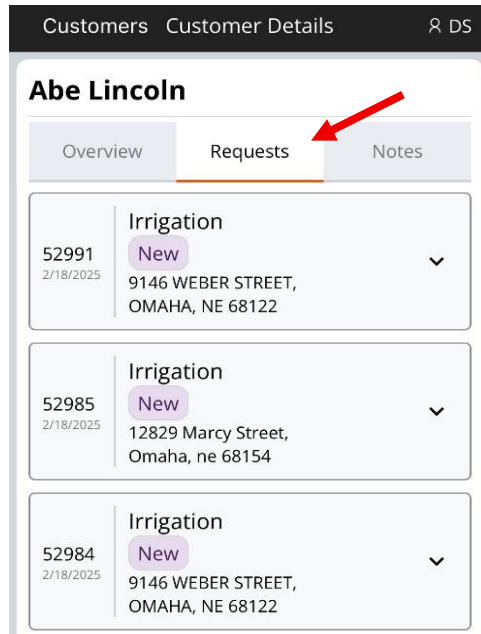 Customers Customer Details DS
Abe Lincoln
Overview Requests Notes
Irrigation
52991 New
2/18/2025 9146 WEBER STREET,
OMAHA, NE 68122
Irrigation
52985 New
2/18/2025 12829 Marcy Street,
Omaha, ne 68154
Irrigation
52984 New
2/18/2025 9146 WEBER STREET,
OMAHA, NE 68122